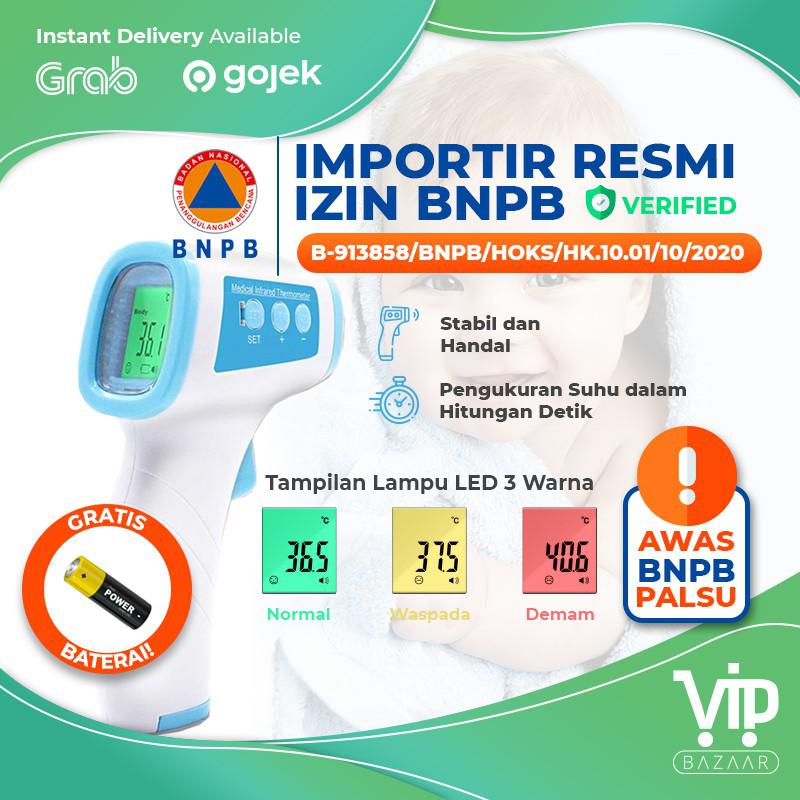 Instant Delivery Available
Grab gojek
BADAN NASIONAL
PENANGGULANGAN BENCANA
BNPB
IMPORTIR RESMI
IZIN BNPB VERIFIED
B-913858/BNPB/HOKS/HK.10.01/10/2020
Medical Infrared Thermometer
°C
Body
36.1
SET + -
Stabil dan
Handal
Pengukuran Suhu dalam
Hitungan Detik
Tampilan Lampu LED 3 Warna
°C °C °C
36.5 37.5 40.6
Normal Waspada Demam
GRATIS
+ POWER -
BATERAI!
!
AWAS
BNPB
PALSU
VIP
BAZAAR